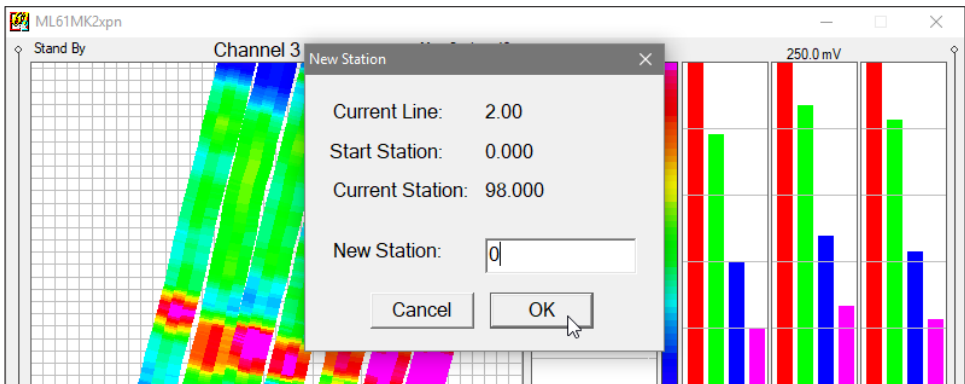 ML61MK2xpn
Stand By
Channel 3
250.0 mV
New Station
Current Line: 2.00
Start Station: 0.000
Current Station: 98.000
New Station: 0
Cancel
OK